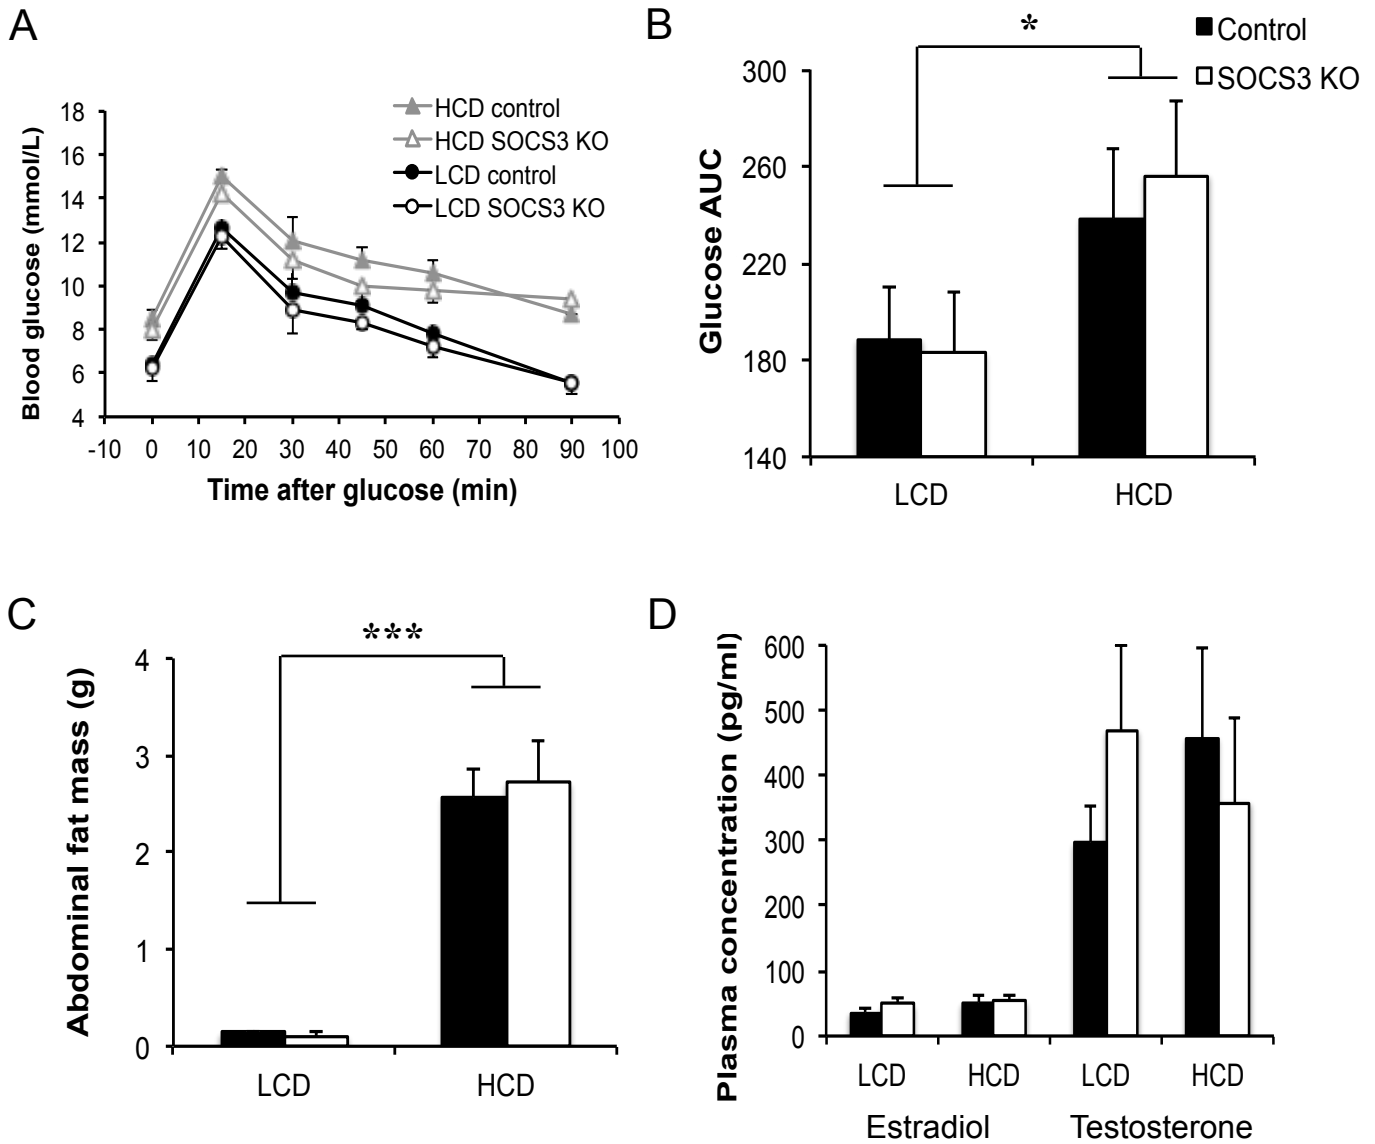 A
Blood glucose (mmol/L)
18
16
14
12
10
8
6
4
HCD control
HCD SOCS3 KO
LCD control
LCD SOCS3 KO
-10 0 10 20 30 40 50 60 70 80 90 100
Time after glucose (min)
B
*
Control
SOCS3 KO
Glucose AUC
300
260
220
180
140
LCD HCD
C
***
Abdominal fat mass (g)
4
3
2
1
0
LCD HCD
D
Plasma concentration (pg/ml)
600
500
400
300
200
100
0
LCD HCD LCD HCD
Estradiol Testosterone